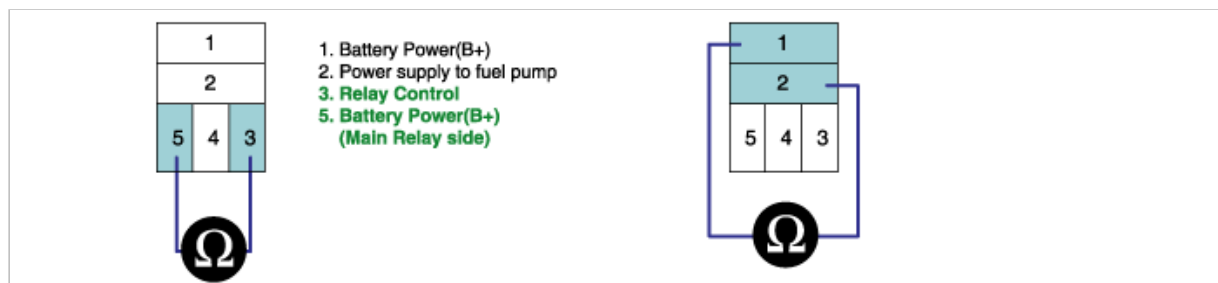 1
2
5 4 3
Ω
1. Battery Power(B+)
2. Power supply to fuel pump
3. Relay Control
5. Battery Power(B+)
(Main Relay side)
1
2
5 4 3
Ω